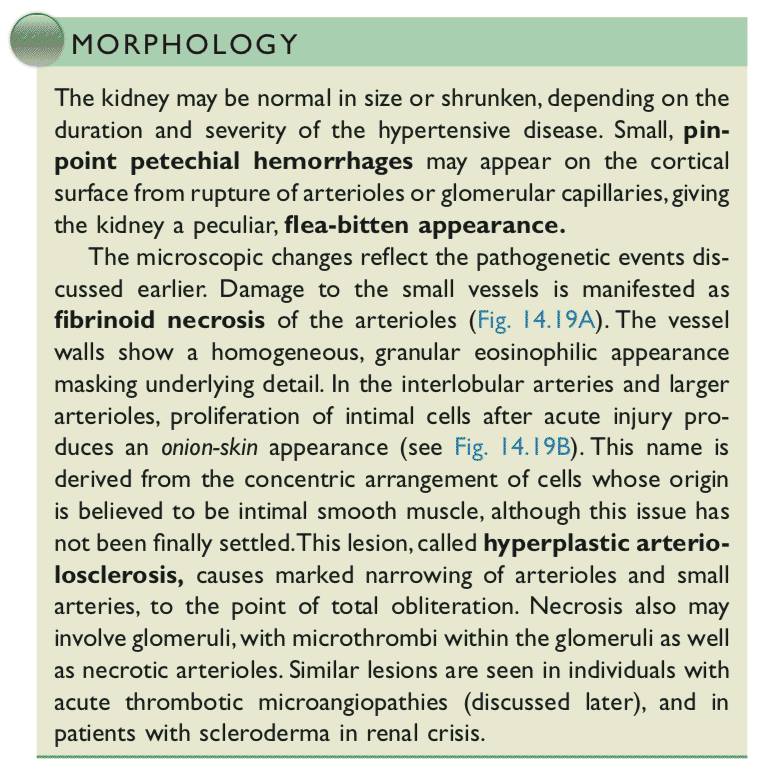 MORPHOLOGY
The kidney may be normal in size or shrunken, depending on the
duration and severity of the hypertensive disease. Small, pin-
point petechial hemorrhages may appear on the cortical
surface from rupture of arterioles or glomerular capillaries, giving
the kidney a peculiar, flea-bitten appearance.
The microscopic changes reflect the pathogenetic events dis-
cussed earlier. Damage to the small vessels is manifested as
fibrinoid necrosis of the arterioles (Fig. 14.19A). The vessel
walls show a homogeneous, granular eosinophilic appearance
masking underlying detail. In the interlobular arteries and larger
arterioles, proliferation of intimal cells after acute injury pro-
duces an onion-skin appearance (see Fig. 14.19B). This name is
derived from the concentric arrangement of cells whose origin
is believed to be intimal smooth muscle, although this issue has
not been finally settled. This lesion, called hyperplastic arterio-
losclerosis, causes marked narrowing of arterioles and small
arteries, to the point of total obliteration. Necrosis also may
involve glomeruli, with microthrombi within the glomeruli as well
as necrotic arterioles. Similar lesions are seen in individuals with
acute thrombotic microangiopathies (discussed later), and in
patients with scleroderma in renal crisis.